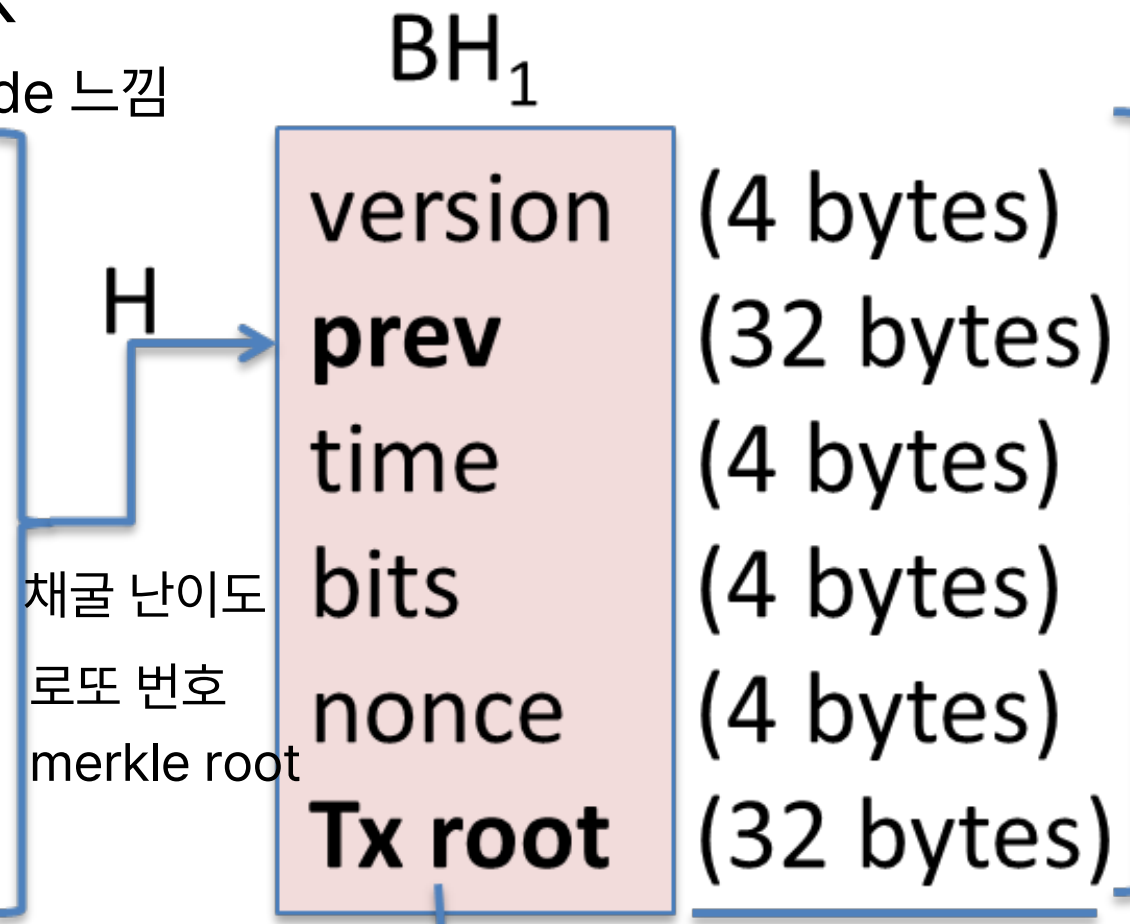 de 느낌
BH1
H
version (4 bytes)
prev (32 bytes)
time (4 bytes)
채굴 난이도 bits (4 bytes)
로또 번호 nonce (4 bytes)
merkle root
Tx root (32 bytes)